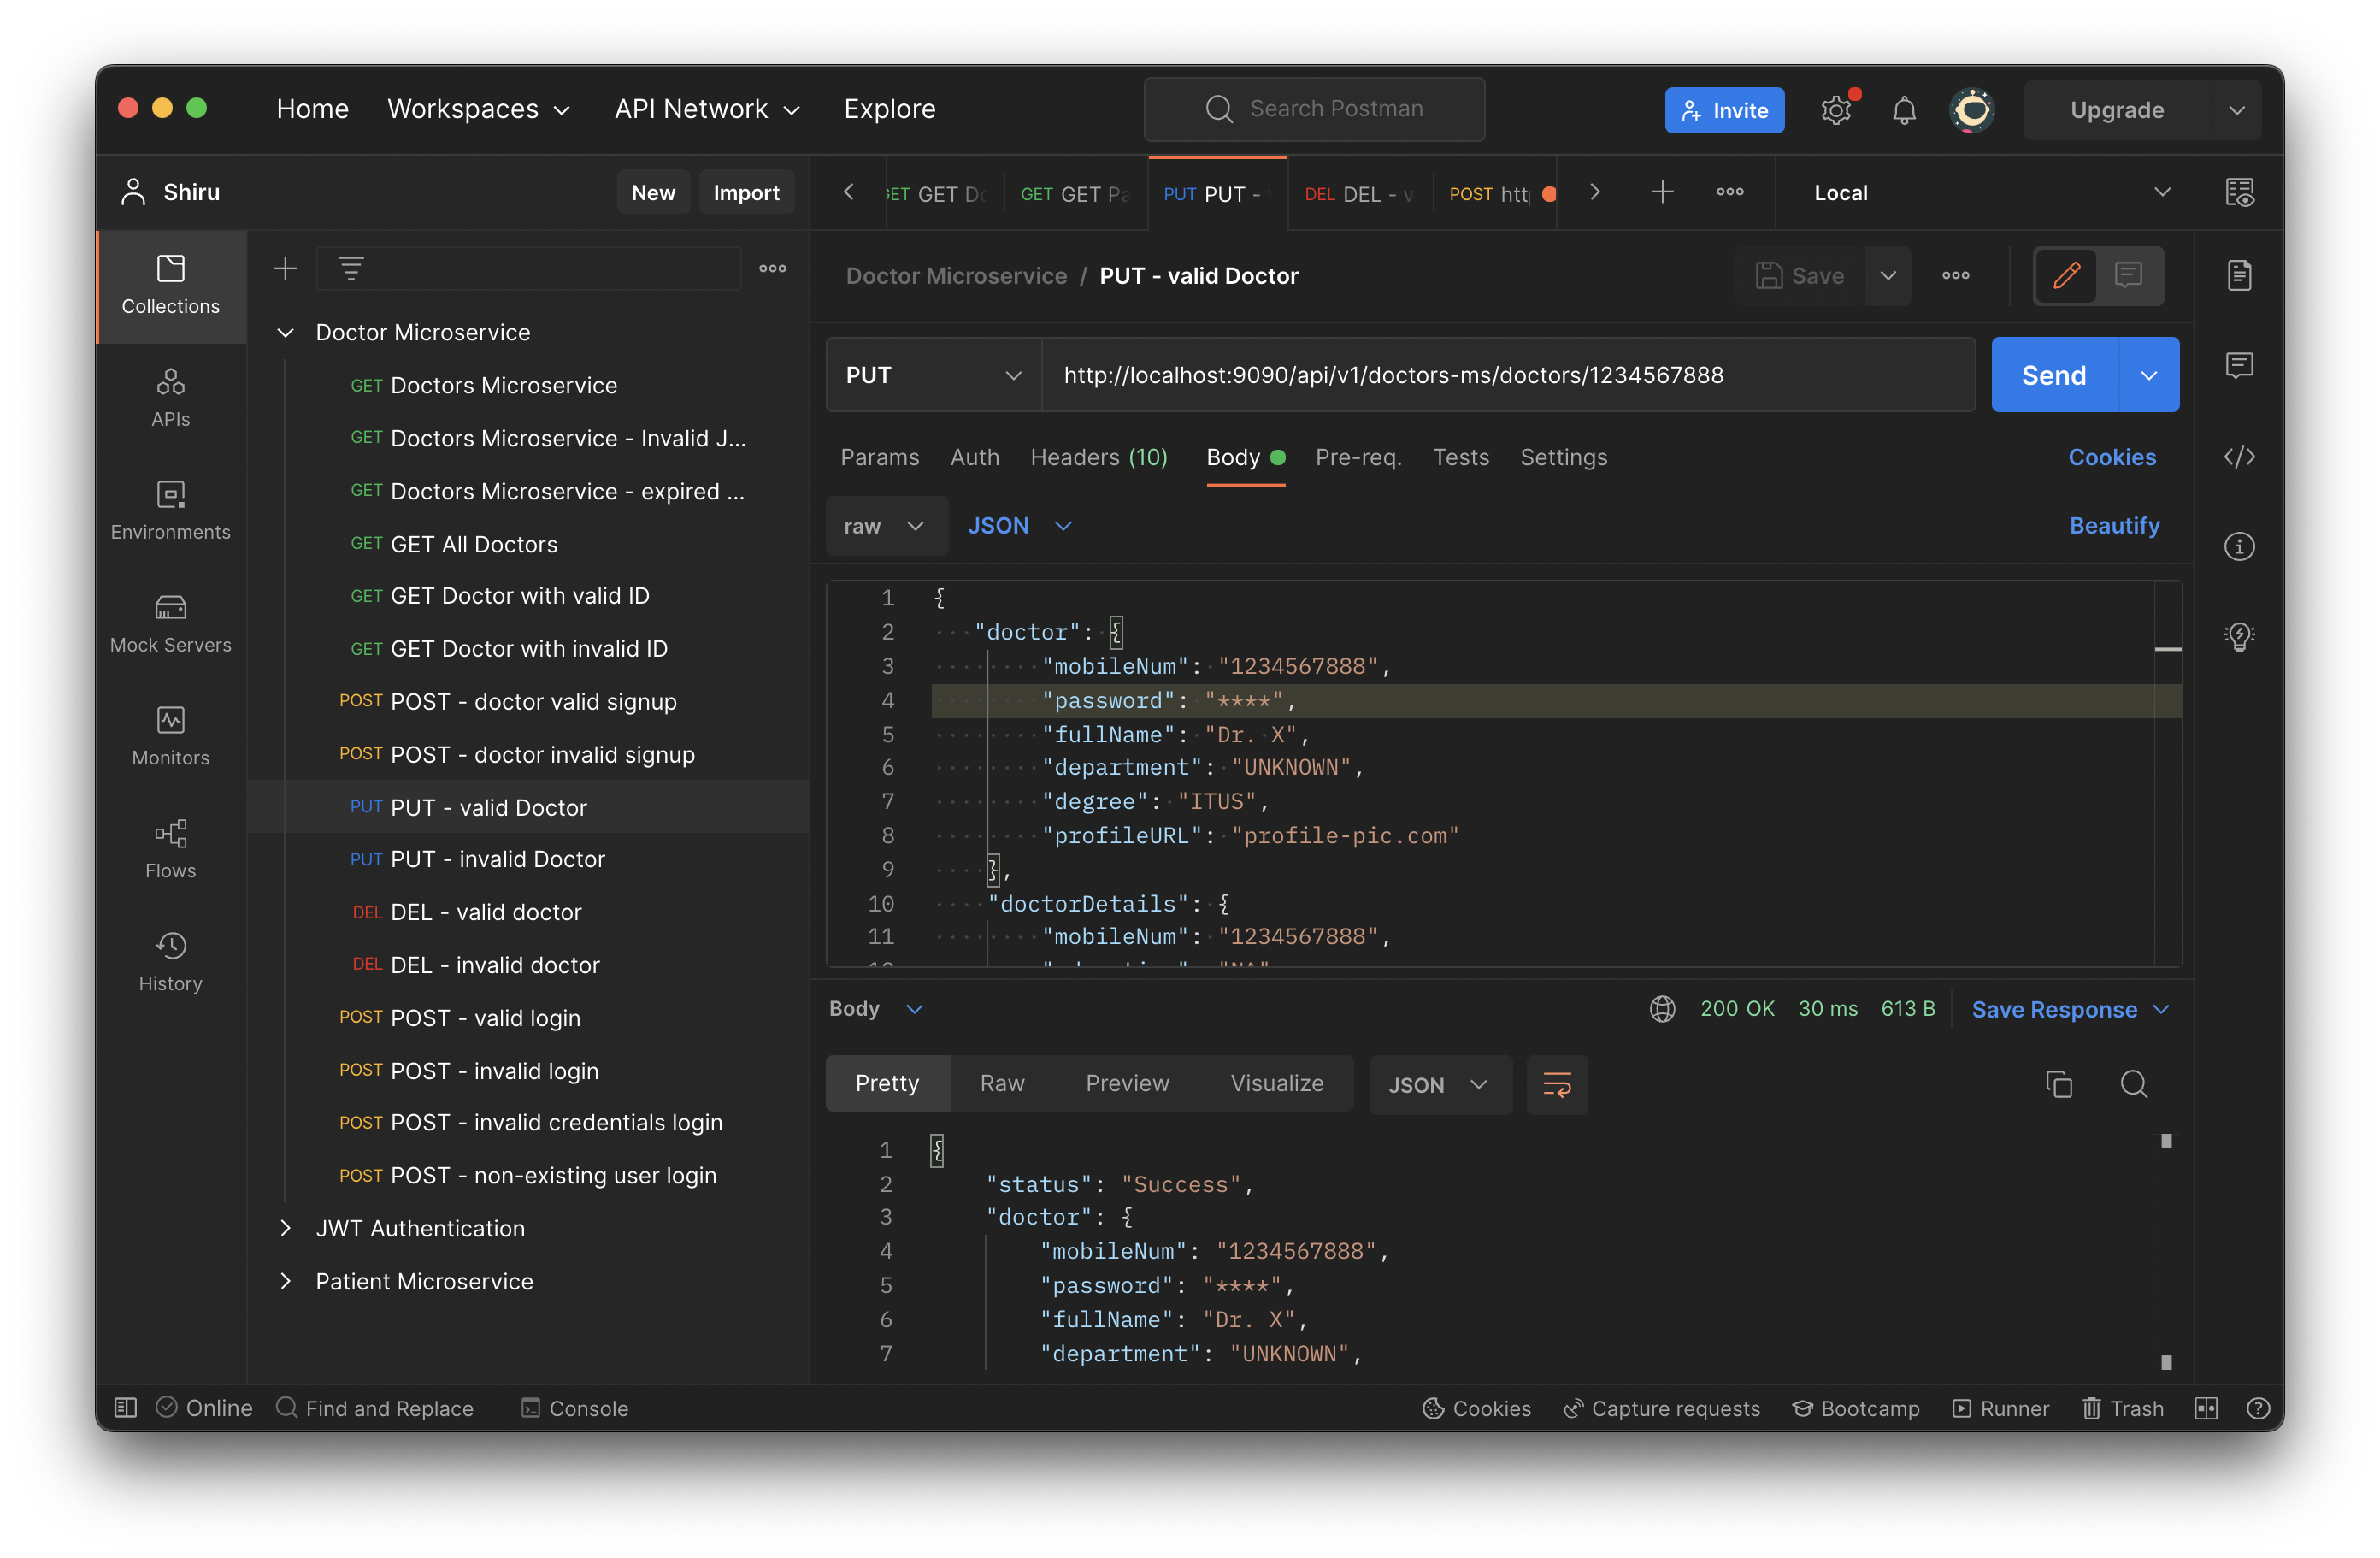 Home Workspaces API Network Explore Search Postman Invite Upgrade
Shiru New Import
GET D GET GET Pa PUT PUT - DEL DEL - v POST htt Local
Collections
APIs
Environments
Mock Servers
Monitors
Flows
History
Doctor Microservice
GET Doctors Microservice
GET Doctors Microservice - Invalid J...
GET Doctors Microservice - expired ...
GET GET All Doctors
GET GET Doctor with valid ID
GET GET Doctor with invalid ID
POST POST - doctor valid signup
POST POST - doctor invalid signup
PUT PUT - valid Doctor
PUT PUT - invalid Doctor
DEL DEL - valid doctor
DEL DEL - invalid doctor
POST POST - valid login
POST POST - invalid login
POST POST - invalid credentials login
POST POST - non-existing user login
JWT Authentication
Patient Microservice
Doctor Microservice / PUT - valid Doctor Save
PUT http://localhost:9090/api/v1/doctors-ms/doctors/1234567888 Send
Params Auth Headers (10) Body Pre-req. Tests Settings Cookies
raw JSON Beautify
1 {
2 "doctor": {
3 "mobileNum": "1234567888",
4 "password": "****",
5 "fullName": "Dr. X",
6 "department": "UNKNOWN",
7 "degree": "ITUS",
8 "profileURL": "profile-pic.com"
9 },
10 "doctorDetails": {
11 "mobileNum": "1234567888",
Body 200 OK 30 ms 613 B Save Response
Pretty Raw Preview Visualize JSON
1 {
2 "status": "Success",
3 "doctor": {
4 "mobileNum": "1234567888",
5 "password": "****",
6 "fullName": "Dr. X",
7 "department": "UNKNOWN",
Online Find and Replace Console Cookies Capture requests Bootcamp Runner Trash